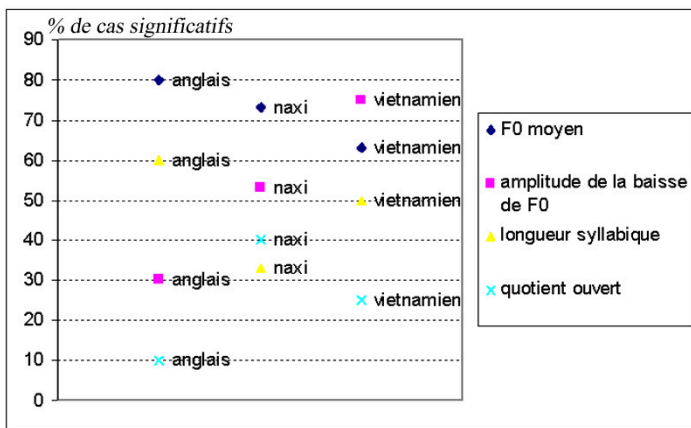 % de cas significatifs
90
80
70
60
50
40
30
20
10
0
anglais
anglais
anglais
anglais
naxi
naxi
naxi
naxi
vietnamien
vietnamien
vietnamien
vietnamien
F0 moyen
amplitude de la baisse
de F0
longueur syllabique
quotient ouvert